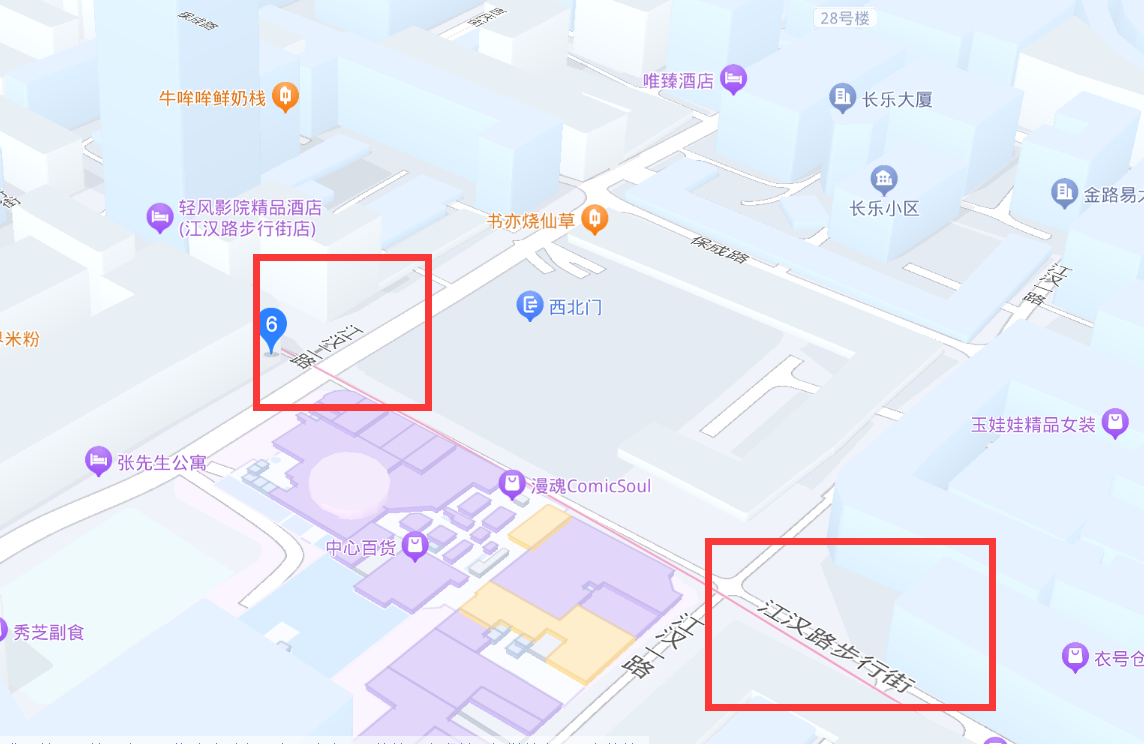 保成路
28号楼
唯臻酒店
牛哞哞鲜奶栈
长乐大厦
金路易大
轻风影院精品酒店
(江汉路步行街店)
书亦烧仙草
长乐小区
保成路
江汉一路
西北门
6
江汉二路
米粉
玉娃娃精品女装
张先生公寓
漫魂ComicSoul
中心百货
江汉路步行街
江汉一路
秀芝副食
衣号仓